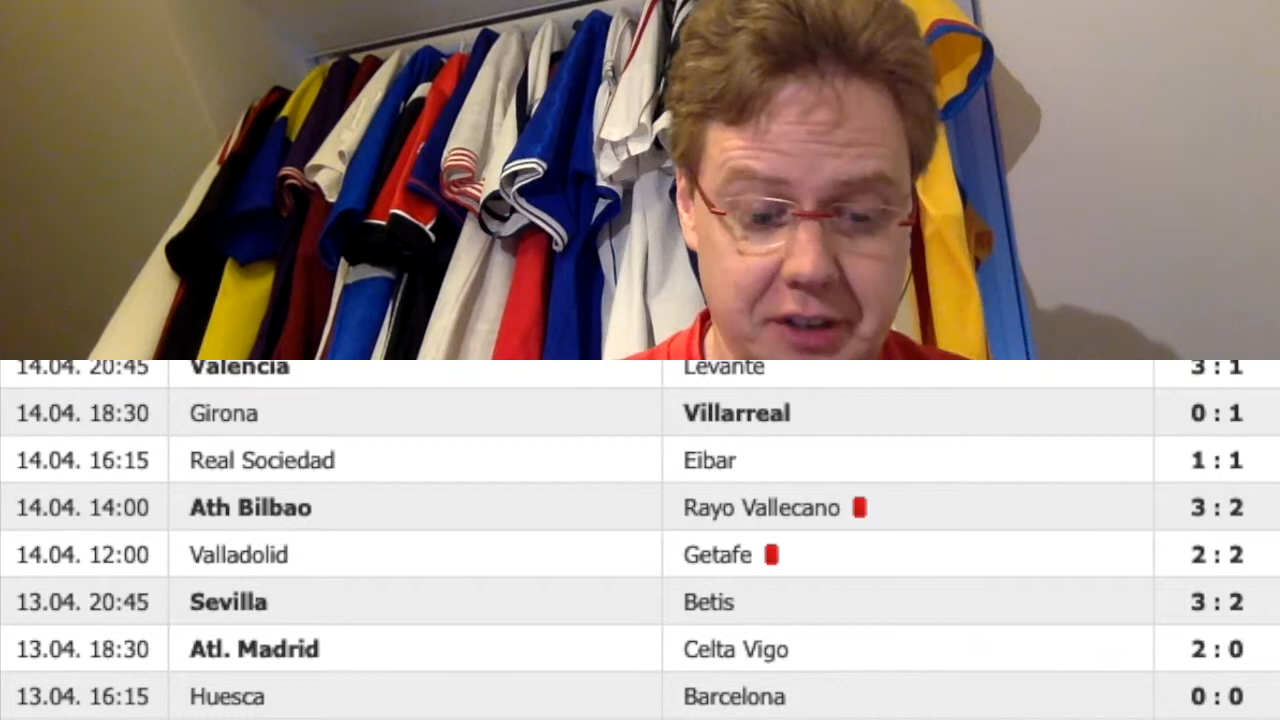 14.04. 20:45 Valencia Levante 3 : 1
14.04. 18:30 Girona Villarreal 0 : 1
14.04. 16:15 Real Sociedad Eibar 1 : 1
14.04. 14:00 Ath Bilbao Rayo Vallecano 3 : 2
14.04. 12:00 Valladolid Getafe 2 : 2
13.04. 20:45 Sevilla Betis 3 : 2
13.04. 18:30 Atl. Madrid Celta Vigo 2 : 0
13.04. 16:15 Huesca Barcelona 0 : 0